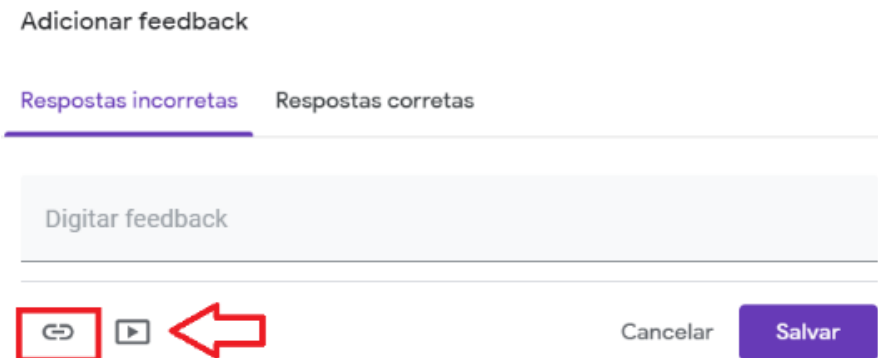 Adicionar feedback
Respostas incorretas Respostas corretas
Digitar feedback
Cancelar Salvar